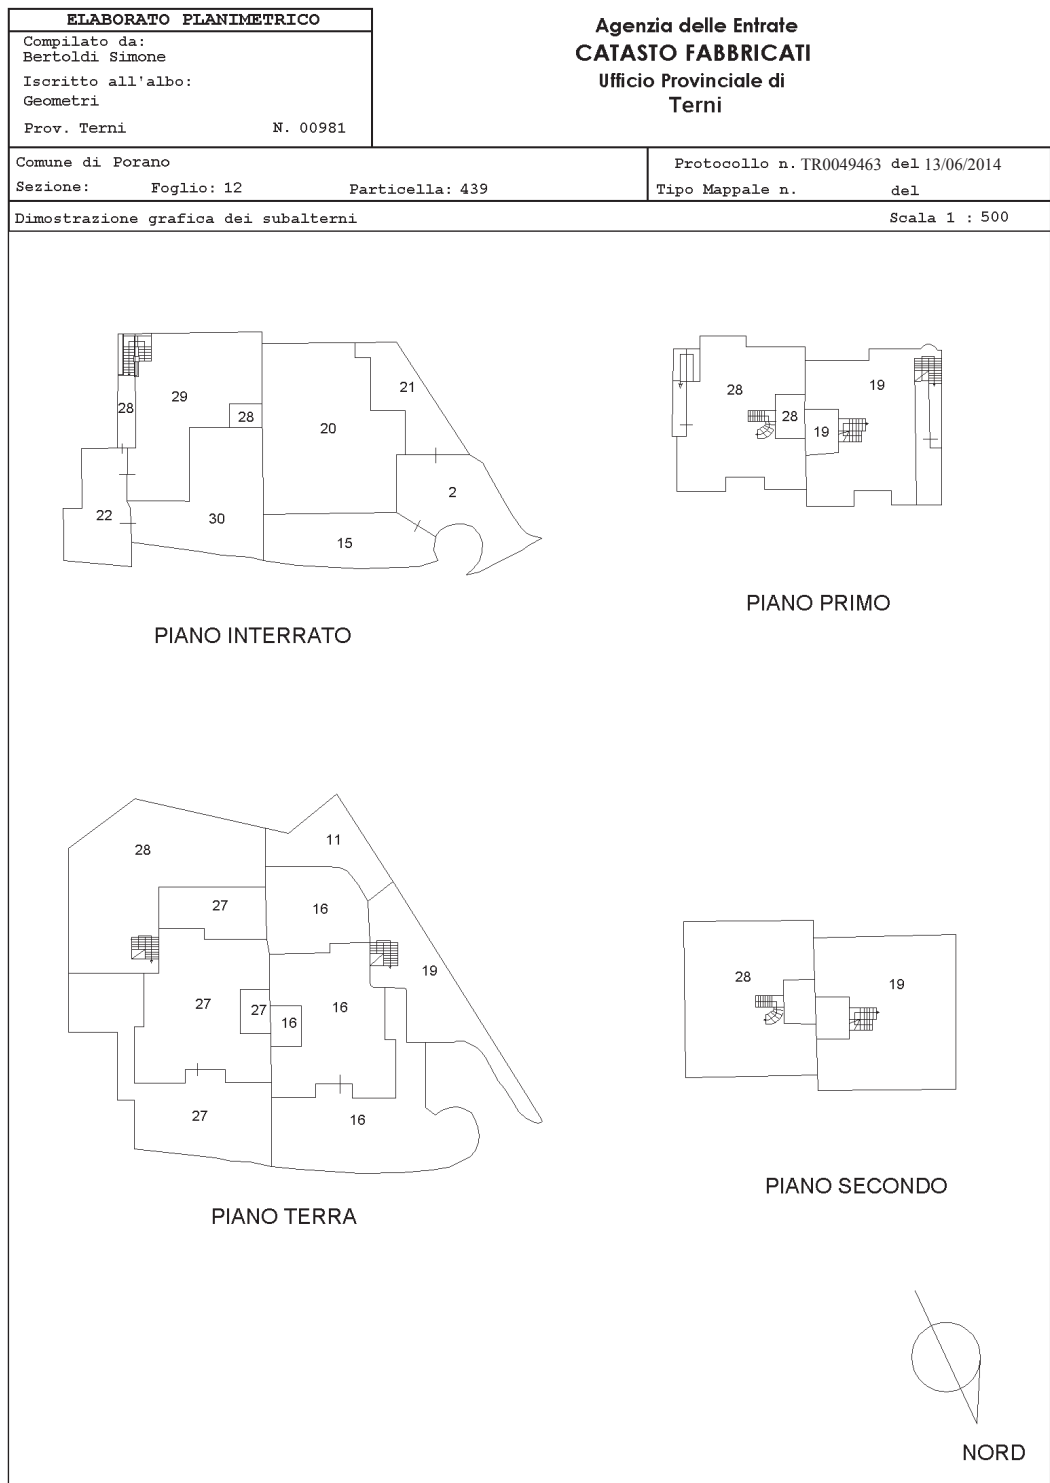 ELABORATO PLANIMETRICO
Compilato da:
Bertoldi Simone
Iscritto all'albo:
Geometri
Prov. Terni N. 00981
Agenzia delle Entrate
CATASTO FABBRICATI
Ufficio Provinciale di
Terni
Comune di Porano
Sezione: Foglio: 12 Particella: 439
Protocollo n. TR0049463 del 13/06/2014
Tipo Mappale n. del
Dimostrazione grafica dei subalterni Scala 1 : 500
29
28
28
20
21
2
22
30
15
PIANO INTERRATO
28
19
28
19
PIANO PRIMO
28
11
27
16
19
27
27
16
16
27
16
PIANO TERRA
28
19
PIANO SECONDO
NORD